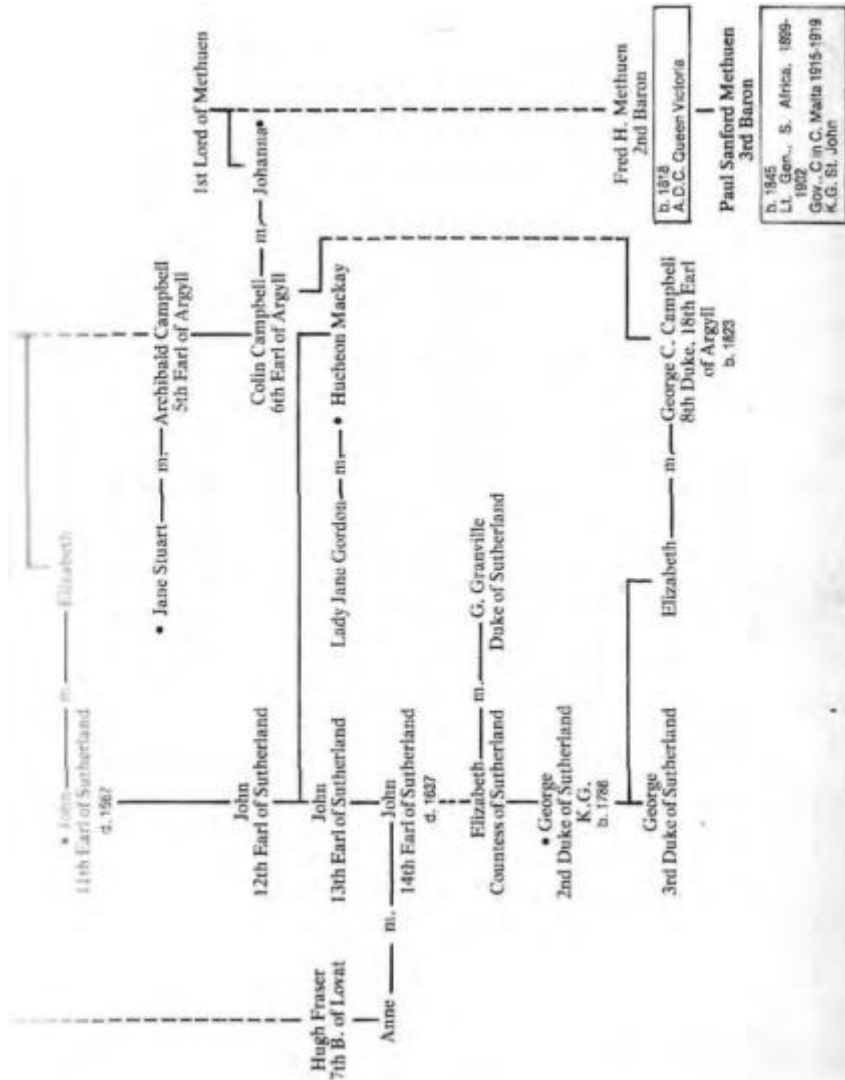 • John — m. — Elizabeth
11th Earl of Sutherland
d. 1567
• Jane Stuart — m. — Archibald Campbell
5th Earl of Argyll
1st Lord of Methuen
John
12th Earl of Sutherland
Colin Campbell — m. — Johanna •
6th Earl of Argyll
Hugh Fraser
7th B. of Lovat
John
13th Earl of Sutherland
Lady Jane Gordon — m. — • Hucheon Mackay
Anne — m. — John
14th Earl of Sutherland
d. 1637
Elizabeth — m. — G. Granville
Countess of Sutherland
Duke of Sutherland
• George
2nd Duke of Sutherland
K.G.
b. 1786
George
3rd Duke of Sutherland
Elizabeth — m. — George C. Campbell
8th Duke, 18th Earl
of Argyll
b. 1823
Fred H. Methuen
2nd Baron
b. 1818
A.D.C. Queen Victoria
Paul Sanford Methuen
3rd Baron
b. 1845
Lt. Gen., S. Africa, 1899-
1902
Gov., C in C. Malta 1915-1919
K.G. St. John